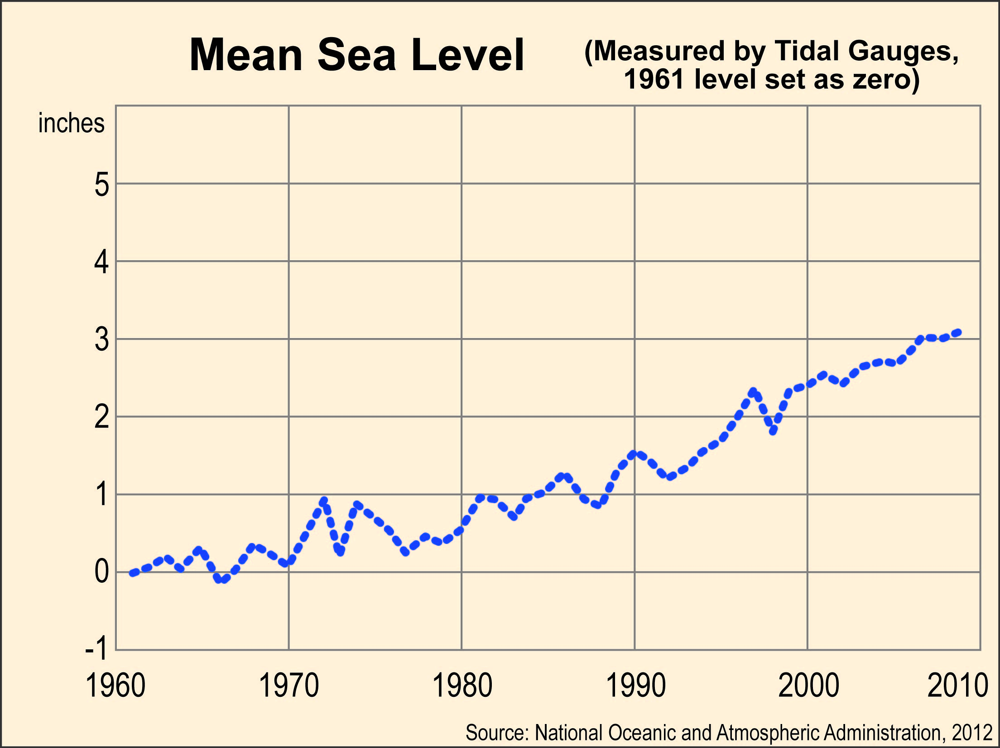 Mean Sea Level
(Measured by Tidal Gauges,
1961 level set as zero)
inches
5
4
3
2
1
0
-1
1960 1970 1980 1990 2000 2010
Source: National Oceanic and Atmospheric Administration, 2012